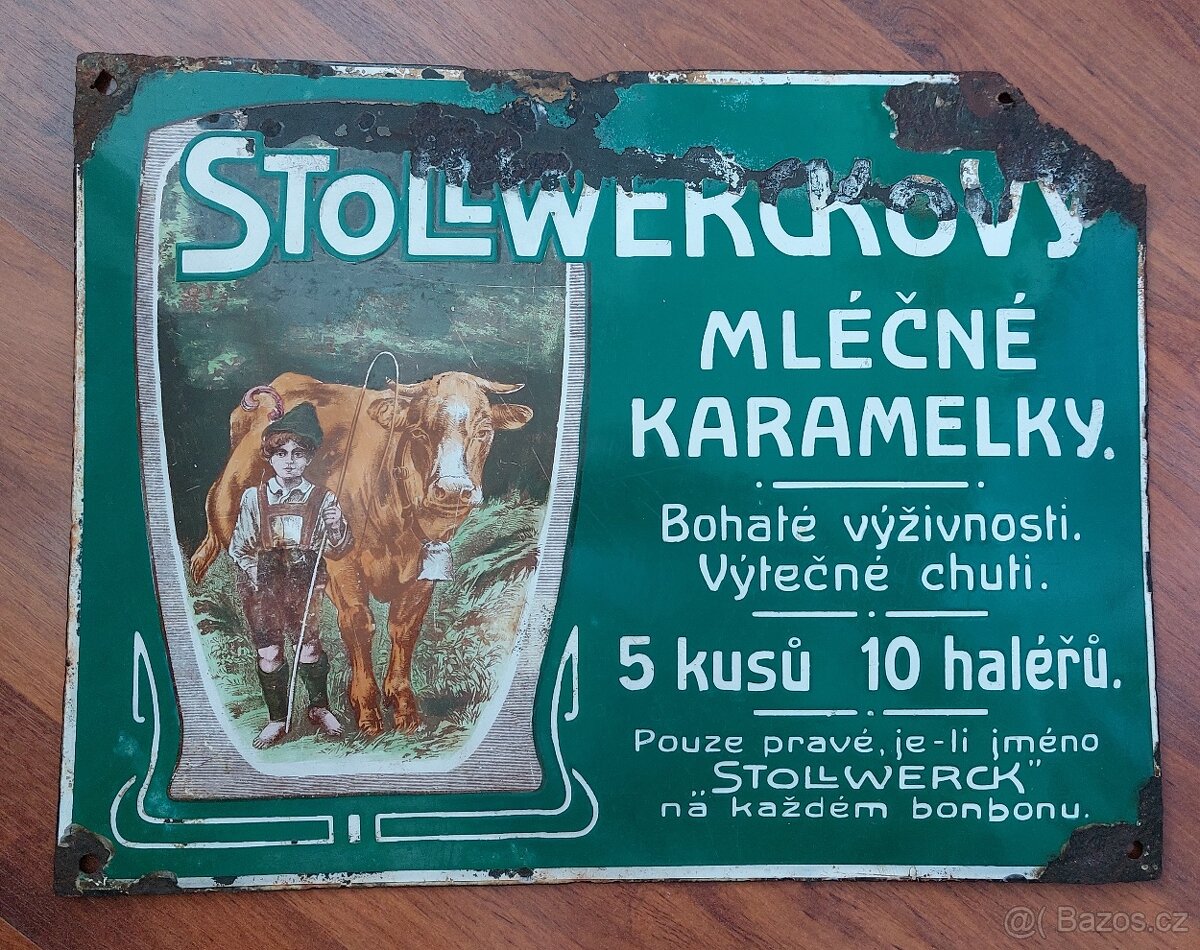 STOLLWERCKOVY
MLÉČNÉ
KARAMELKY.
Bohaté výživnosti.
Výtečné chuti.
5 kusů 10 haléřů.
Pouze pravé, je-li jméno
„STOLLWERCK"
na každém bonbonu.
@( Bazos.cz